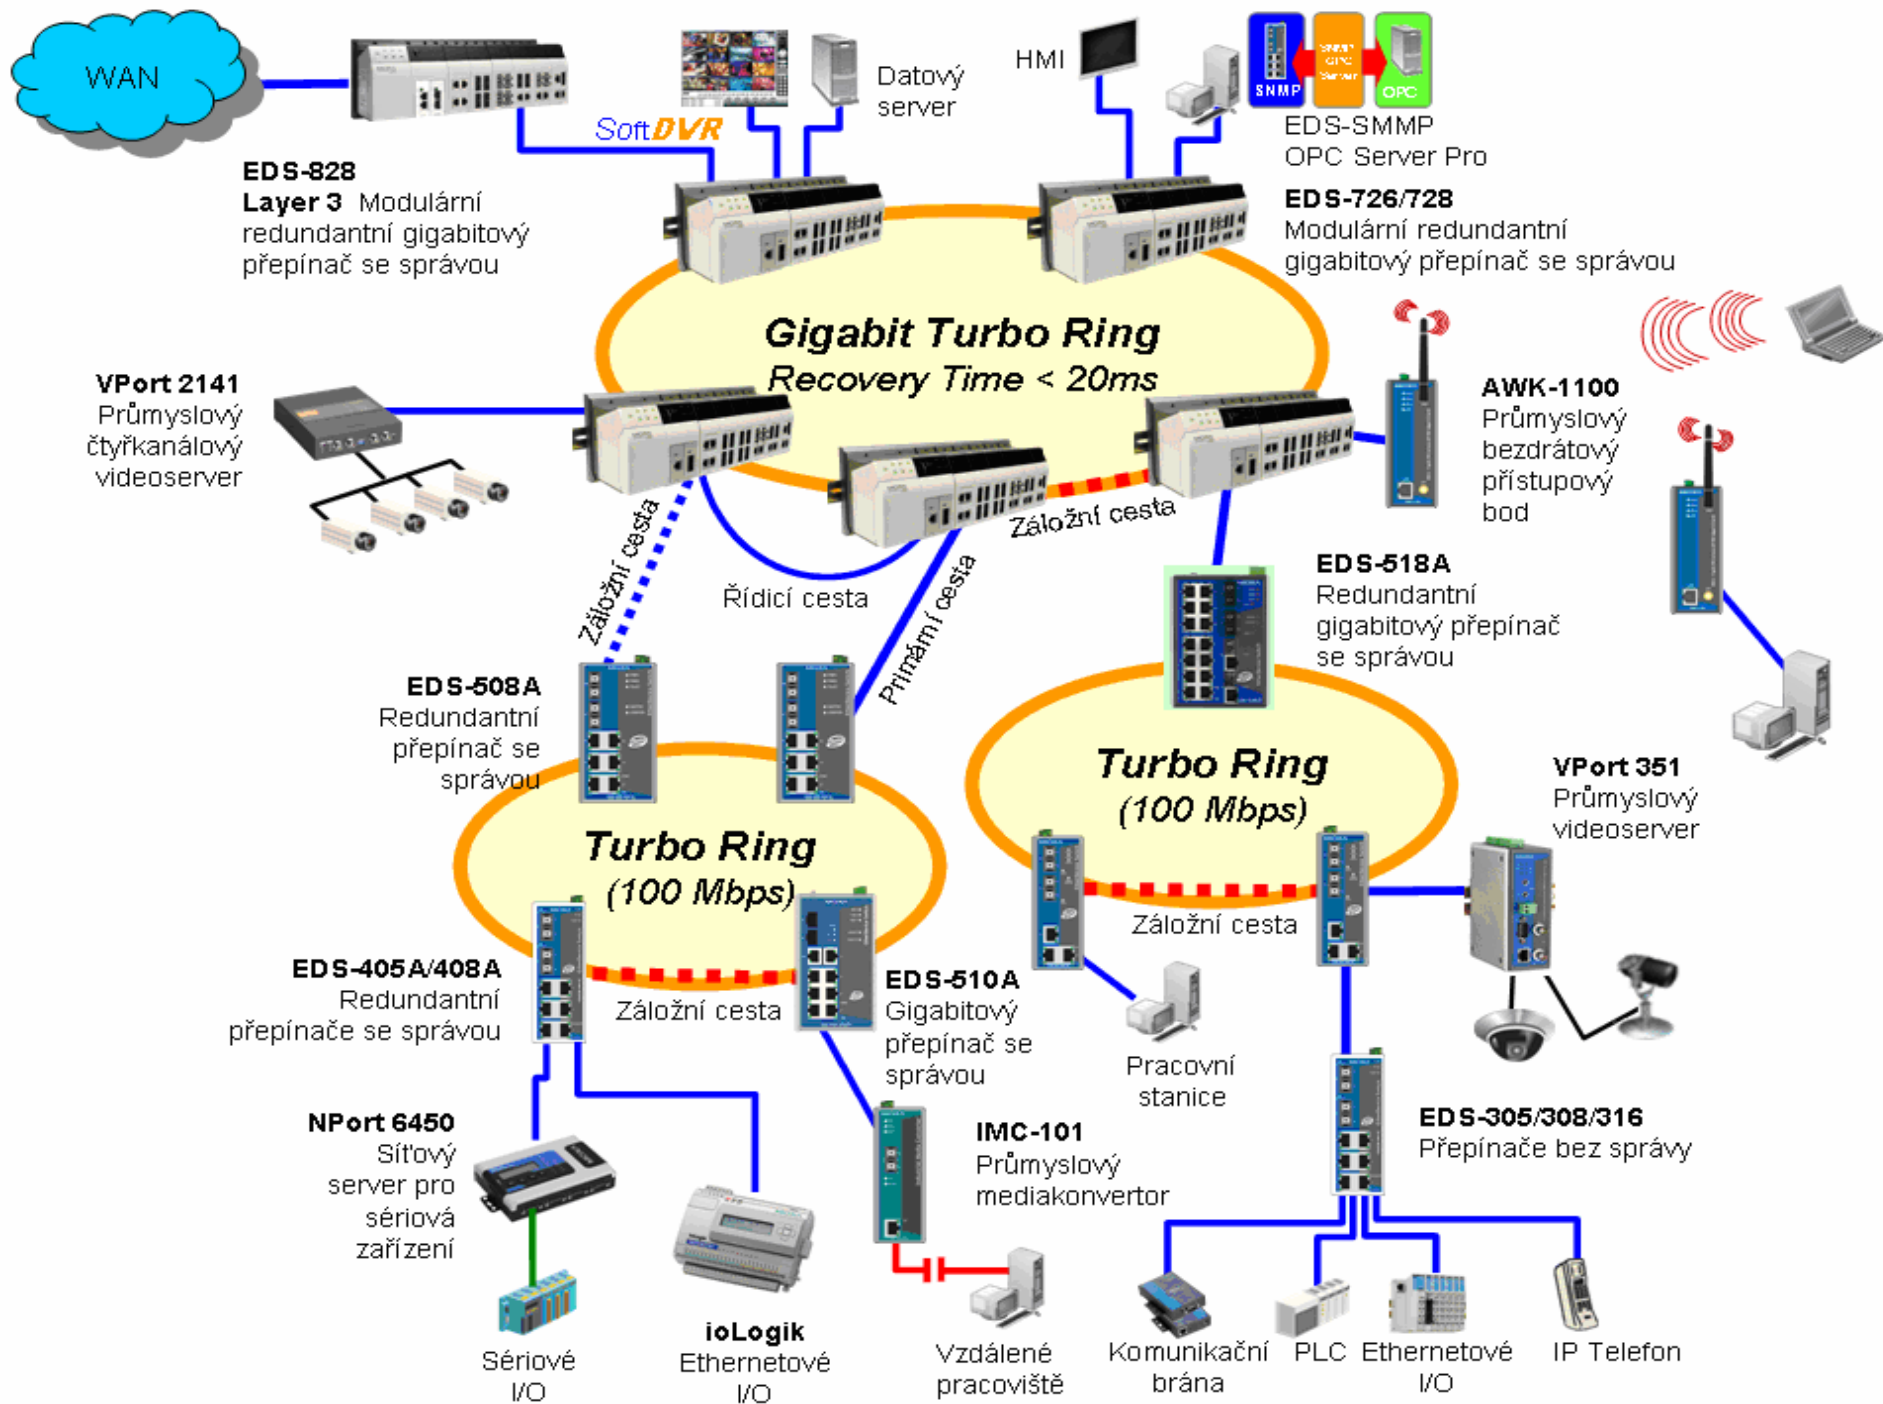 WAN
EDS-828
Layer 3 Modulární
redundantní gigabitový
přepínač se správou
SoftDVR
Datový
server
HMI
SNMP
SNMP
OPC
Server
OPC
EDS-SMMP
OPC Server Pro
EDS-726/728
Modulární redundantní
gigabitový přepínač se správou
Gigabit Turbo Ring
Recovery Time < 20ms
VPort 2141
Průmyslový
čtyřkanálový
videoserver
AWK-1100
Průmyslový
bezdrátový
přístupový
bod
Záložní cesta
Záložní cesta
Řídicí cesta
Primární cesta
EDS-518A
Redundantní
gigabitový přepínač
se správou
EDS-508A
Redundantní
přepínač se
správou
Turbo Ring
(100 Mbps)
VPort 351
Průmyslový
videoserver
Turbo Ring
(100 Mbps)
Záložní cesta
EDS-405A/408A
Redundantní
přepínače se správou
Záložní cesta
EDS-510A
Gigabitový
přepínač se
správou
Pracovní
stanice
NPort 6450
Síťový
server pro
sériová
zařízení
IMC-101
Průmyslový
mediakonvertor
EDS-305/308/316
Přepínače bez správy
Sériové
I/O
ioLogik
Ethernetové
I/O
Vzdálené
pracoviště
Komunikační
brána
PLC
Ethernetové
I/O
IP Telefon